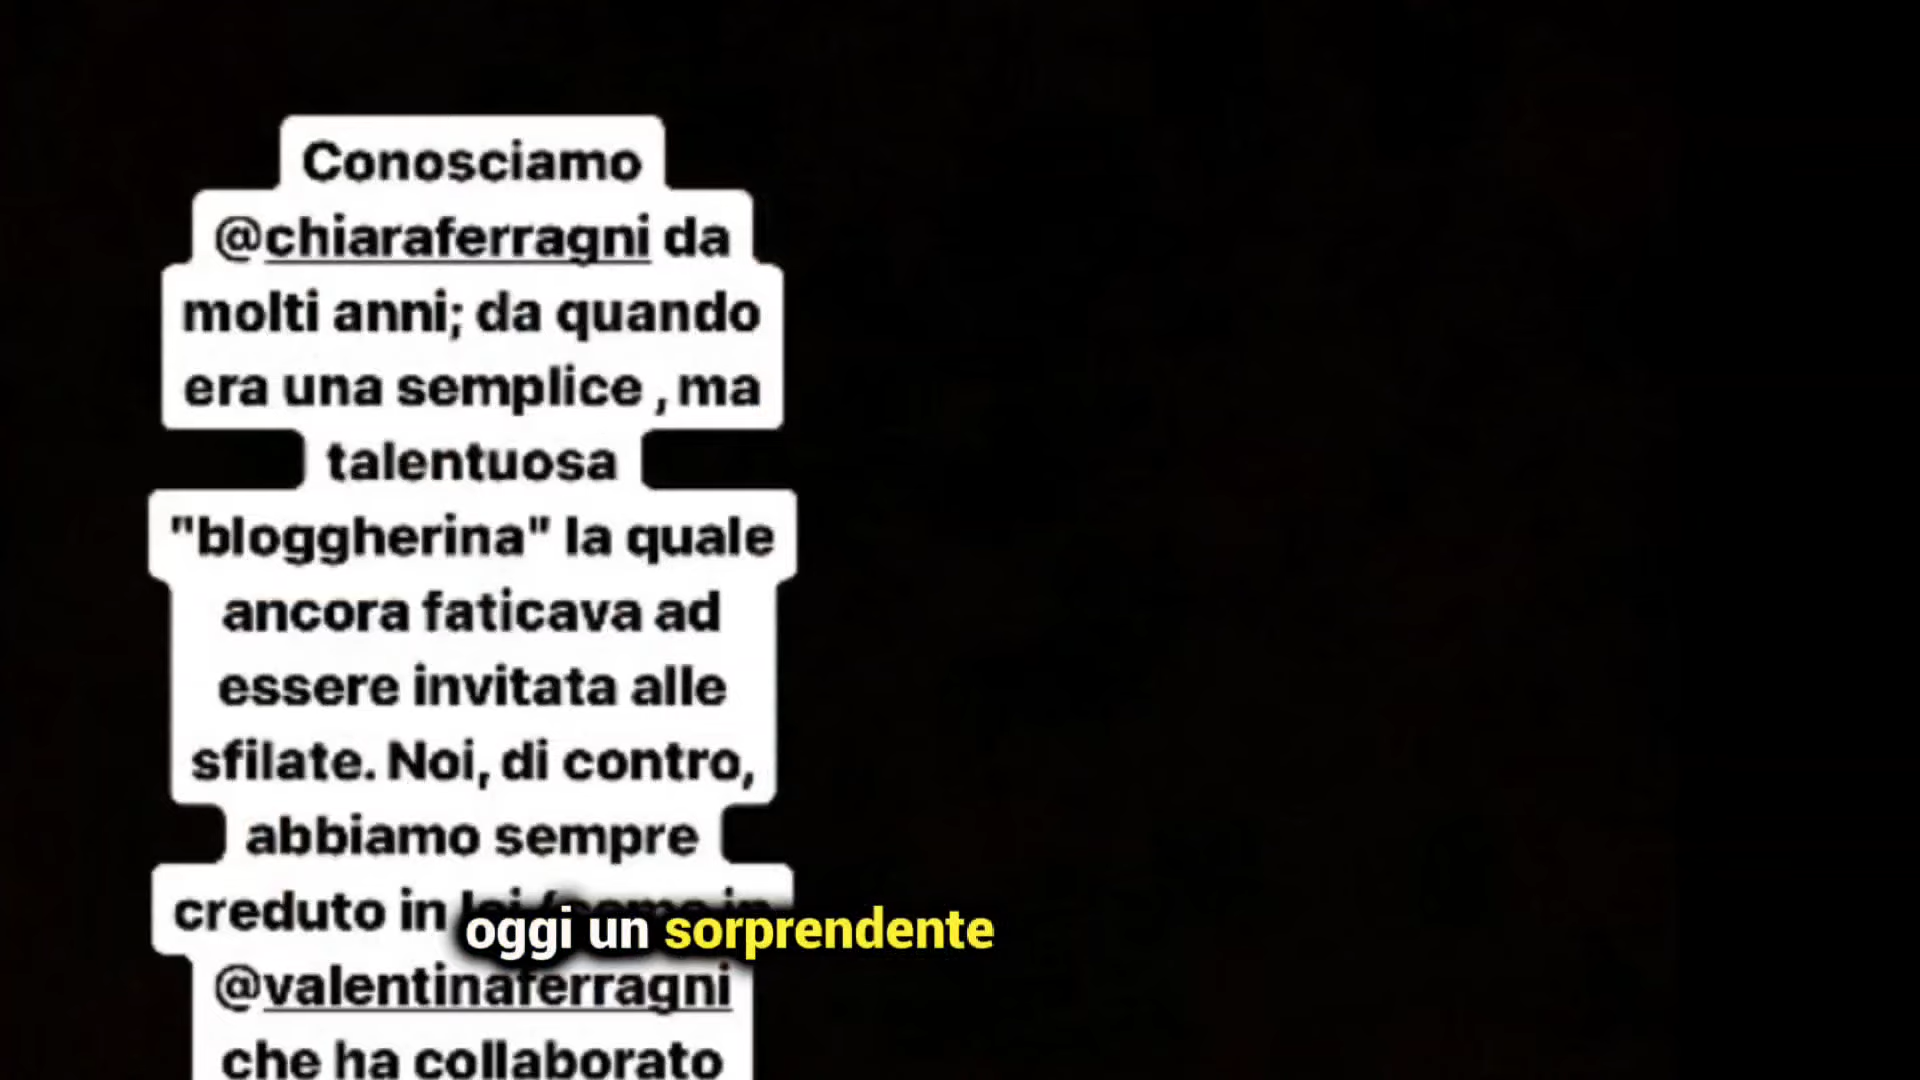 Conosciamo
@chiaraferragni da
molti anni; da quando
era una semplice , ma
talentuosa
"bloggherina" la quale
ancora faticava ad
essere invitata alle
sfilate. Noi, di contro,
abbiamo sempre
creduto in
oggi un sorprendente
@valentinaferragni
che ha collaborato